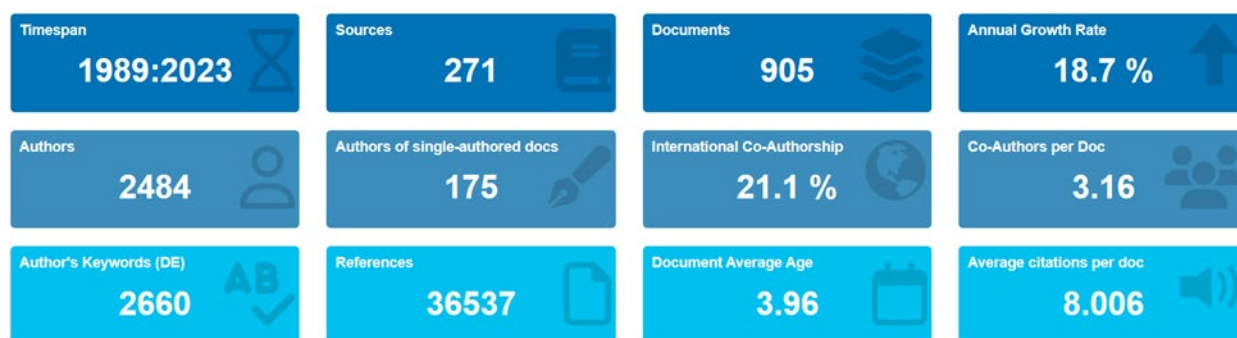 Timespan
1989:2023
Sources
271
Documents
905
Annual Growth Rate
18.7 %
Authors
2484
Authors of single-authored docs
175
International Co-Authorship
21.1 %
Co-Authors per Doc
3.16
Author's Keywords (DE)
2660
AB
References
36537
Document Average Age
3.96
Average citations per doc
8.006